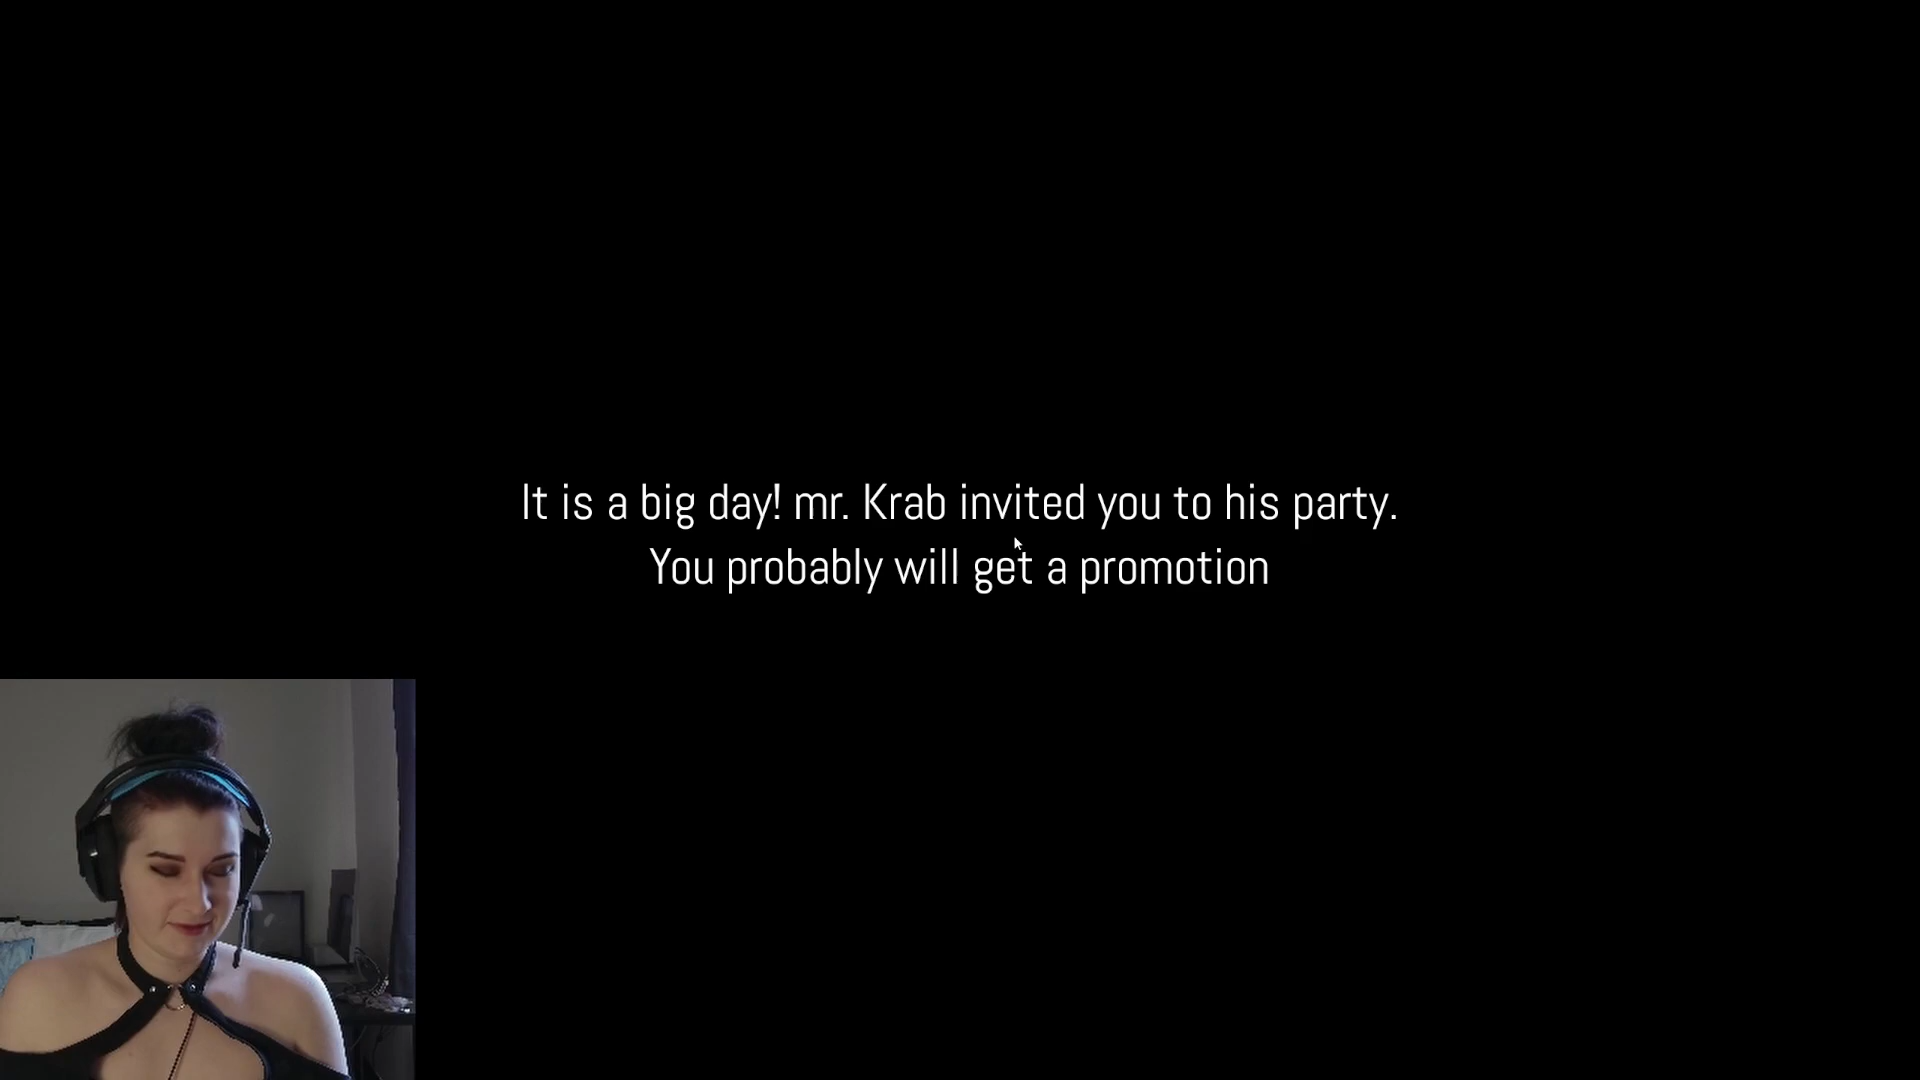 It is a big day! mr. Krab invited you to his party.
You probably will get a promotion